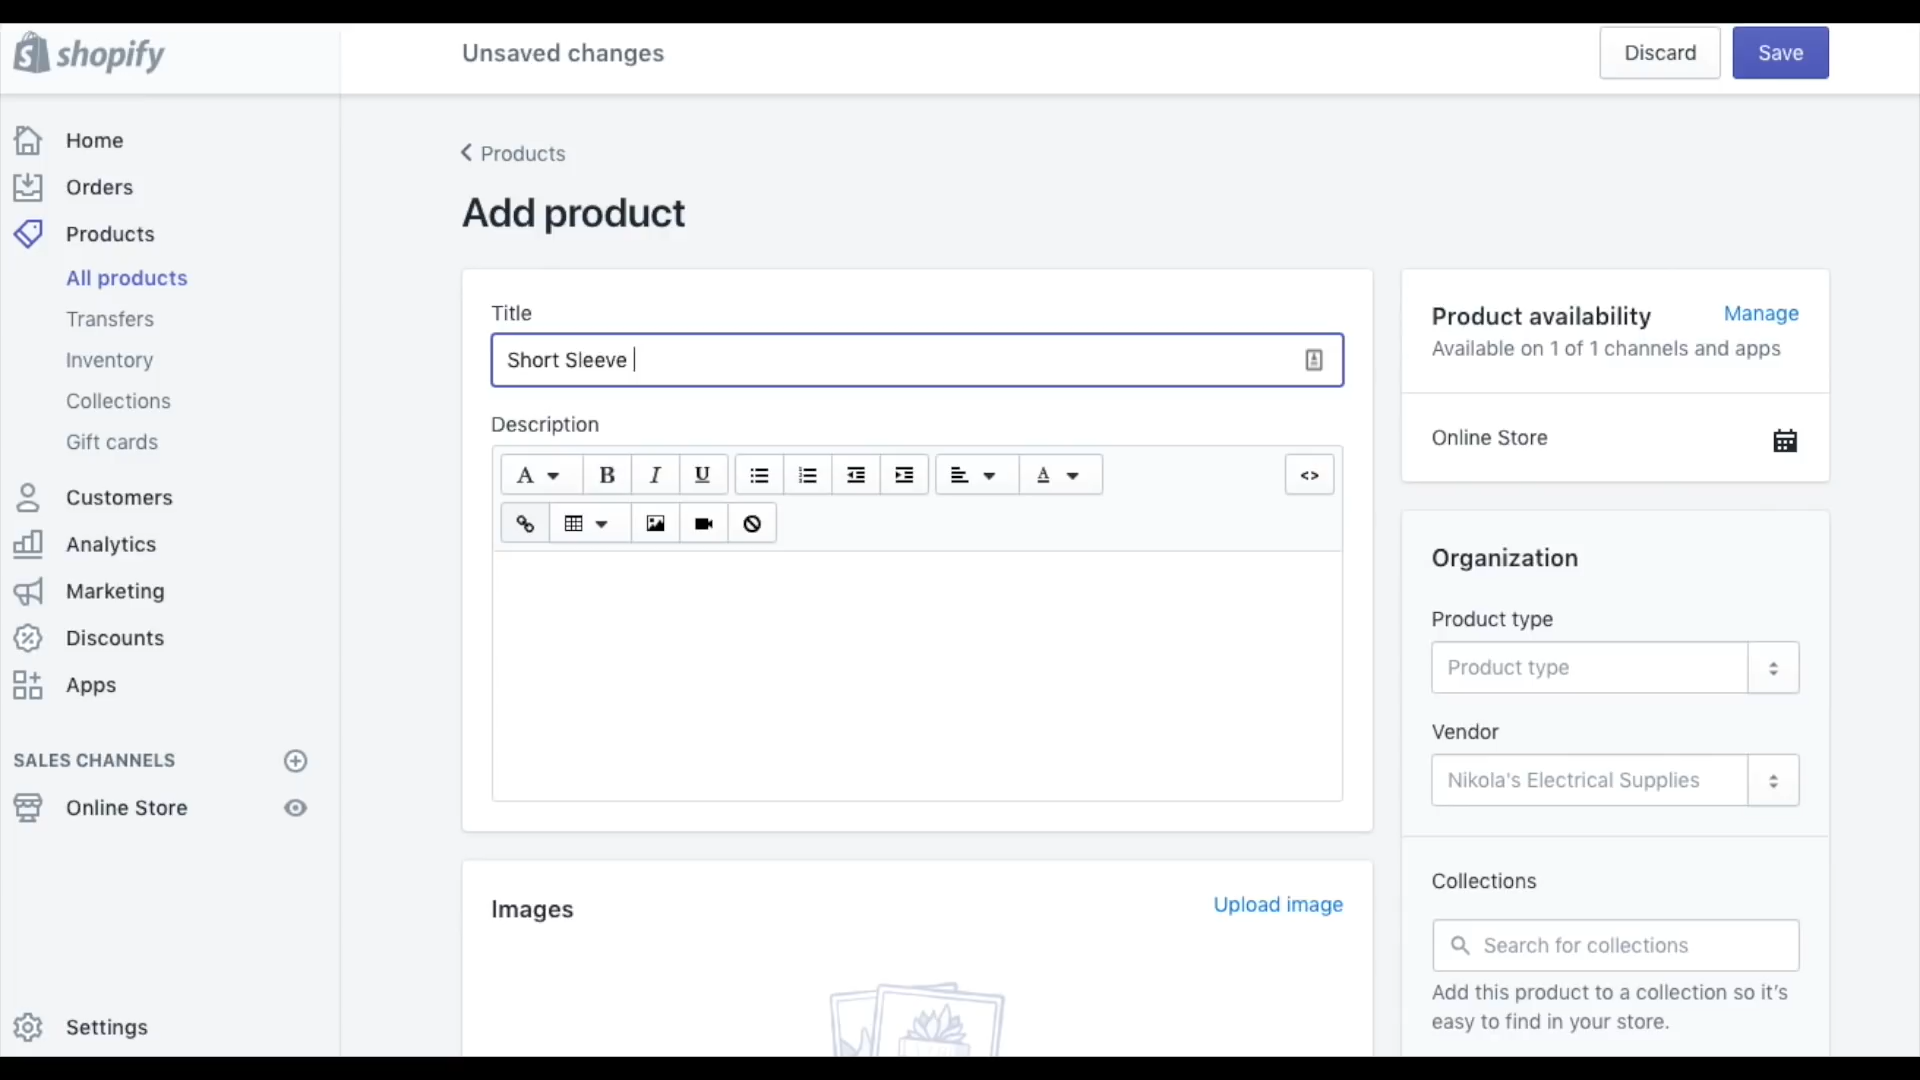 shopify
Unsaved changes
Discard
Save
Home
Orders
Products
All products
Transfers
Inventory
Collections
Gift cards
Customers
Analytics
Marketing
Discounts
Apps
SALES CHANNELS
Online Store
Settings
Products
Add product
Title
Short Sleeve
Description
A
B
I
U
A
<>
Images
Upload image
Product availability
Manage
Available on 1 of 1 channels and apps
Online Store
Organization
Product type
Product type
Vendor
Nikola's Electrical Supplies
Collections
Search for collections
Add this product to a collection so it's
easy to find in your store.